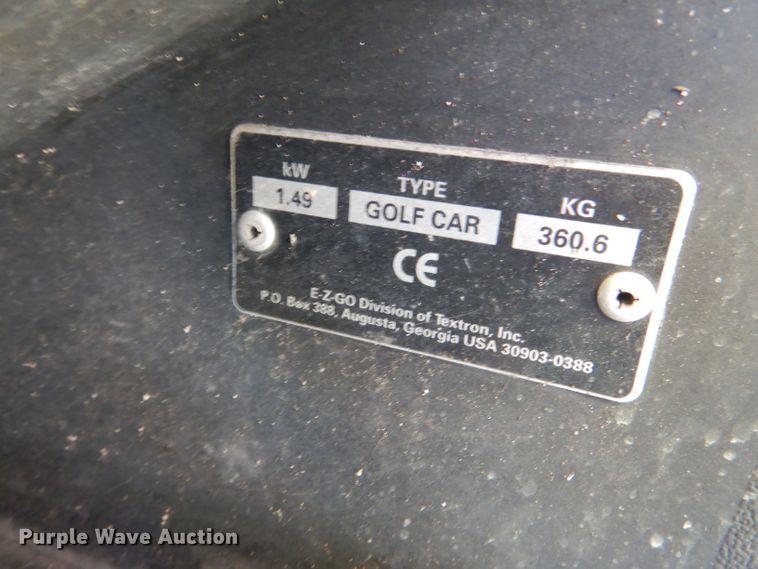 kW TYPE KG
1.49 GOLF CAR 360.6
CE
E-Z-GO Division of Textron, Inc.
P.O. Box 388, Augusta, Georgia USA 30903-0388
Purple Wave Auction